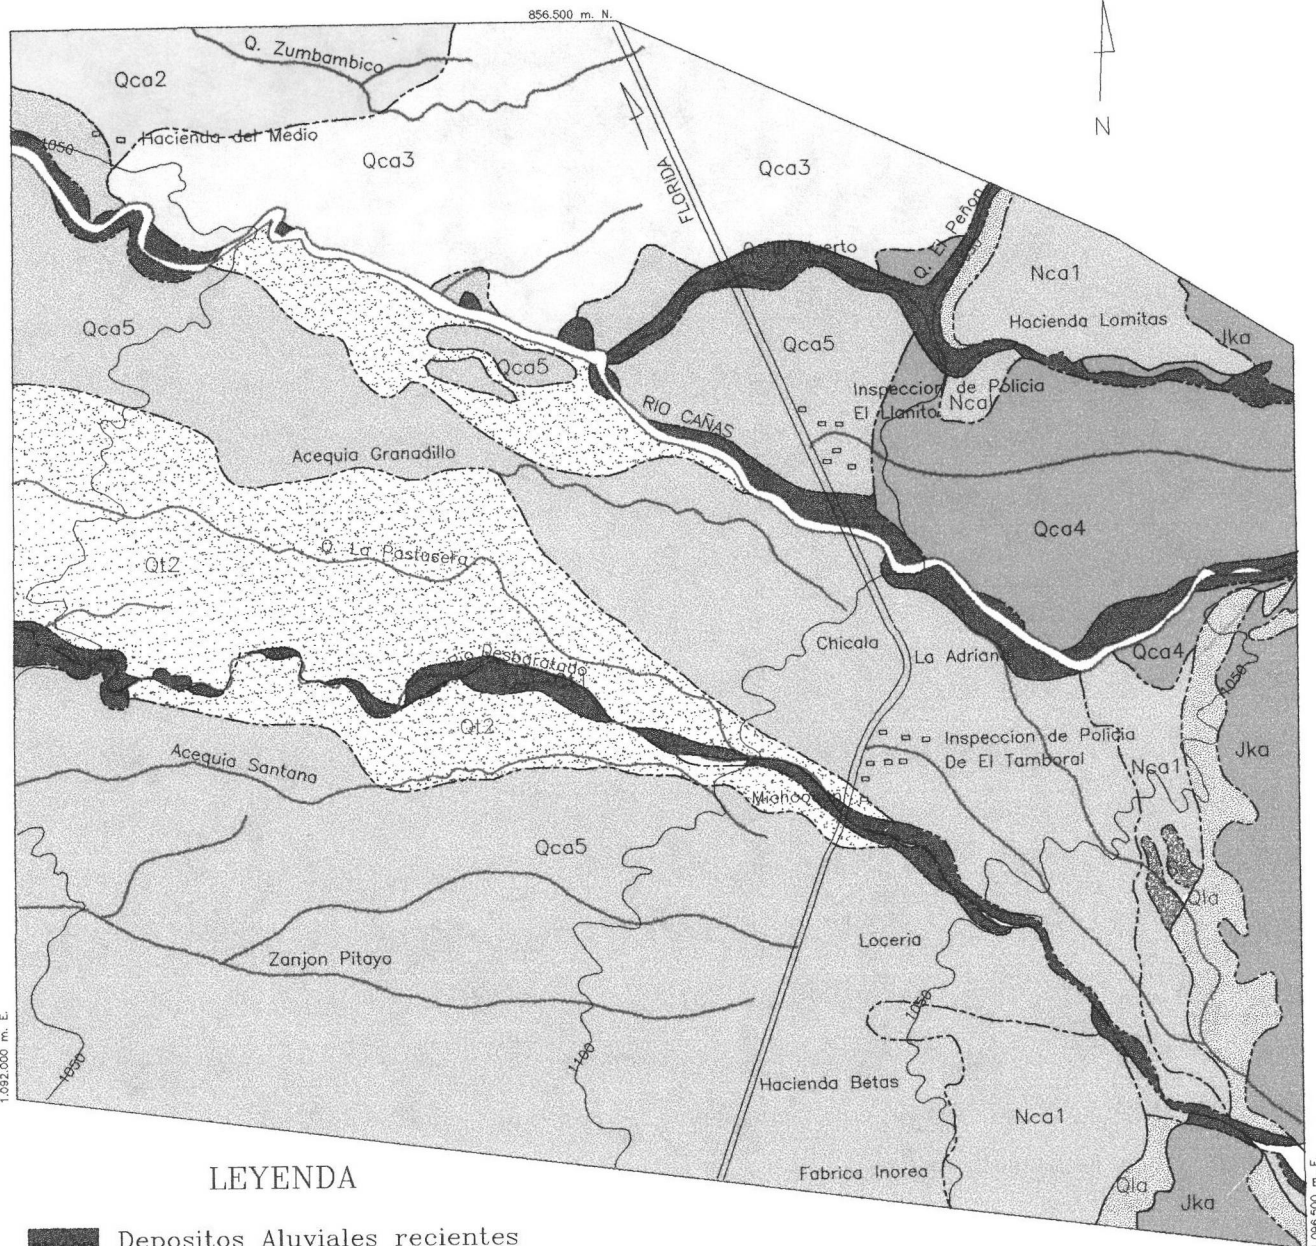 856.500 m. N.
Q. Zumbambico
Qca2
N
Hacienda del Medio
1050
Qca3
Qca3
FLORIDA
Q. El Peñon
Nca1
Qca5
Hacienda Lomitas
Qca5
Jka
Qca5
Inspeccion de Policia
El Llanito
Nca1
RIO CAÑAS
Acequia Granadillo
Qca4
Qt2
Q. La Pastusera
Chicala
La Adriana
Qca4
Desbaratado
1050
Qt2
Inspeccion de Policia
De El Tamboral
Jka
Acequia Santana
Nca1
Qca5
Qla
Loceria
Zanjon Pitaya
1050
1.092.000 m. E.
1050
1100
Hacienda Betas
Nca1
LEYENDA
Fabrica Inorea
Qla
Jka
Depositos Aluviales recientes